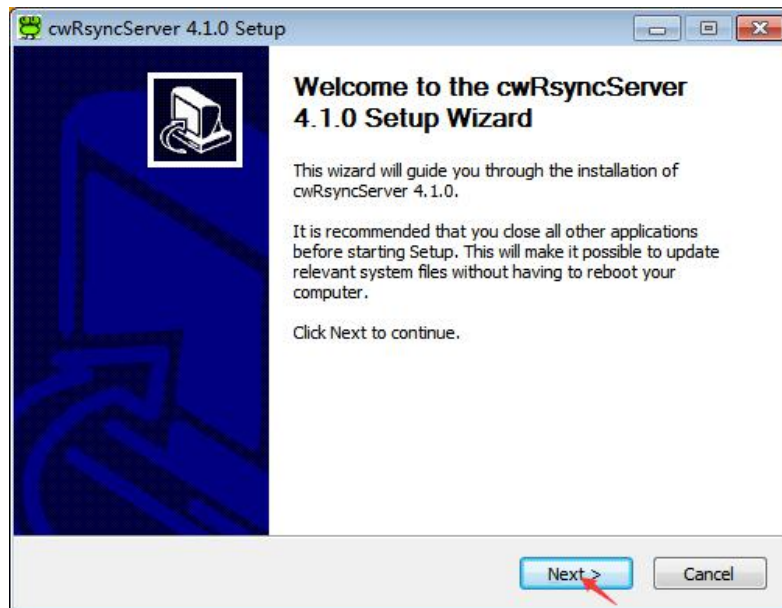 cwRsyncServer 4.1.0 Setup
Welcome to the cwRsyncServer
4.1.0 Setup Wizard
This wizard will guide you through the installation of
cwRsyncServer 4.1.0.
It is recommended that you close all other applications
before starting Setup. This will make it possible to update
relevant system files without having to reboot your
computer.
Click Next to continue.
Next >
Cancel